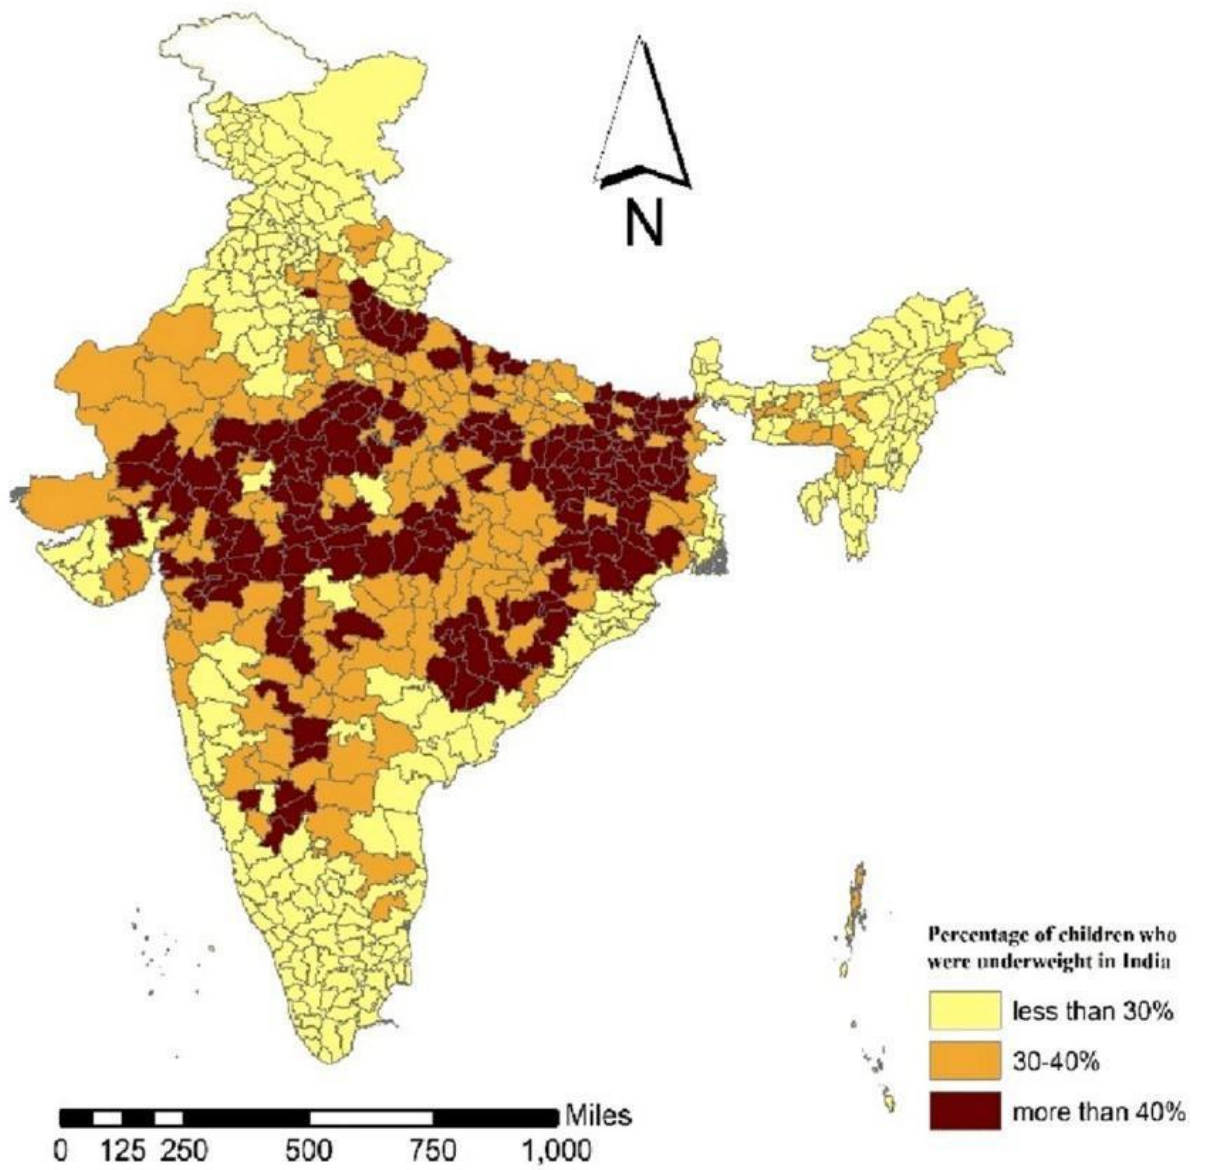 N
Percentage of children who
were underweight in India
less than 30%
30-40%
more than 40%
Miles
0 125 250 500 750 1,000